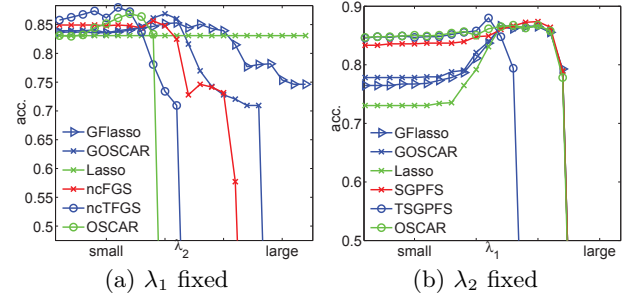 acc.
0.85
0.8
0.75
0.7
0.65
0.6
0.55
0.5
GFlasso
GOSCAR
Lasso
ncFGS
ncTFGS
OSCAR
small λ₂ large
(a) λ₁ fixed
acc.
0.9
0.8
0.7
0.6
0.5
GFlasso
GOSCAR
Lasso
SGPFS
TSGPFS
OSCAR
small λ₁ large
(b) λ₂ fixed